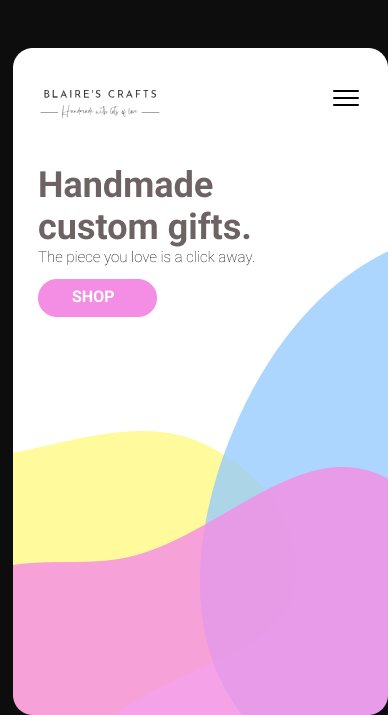 BLAIRE'S CRAFTS
Handmade with lots of love
Handmade
custom gifts.
The piece you love is a click away.
SHOP